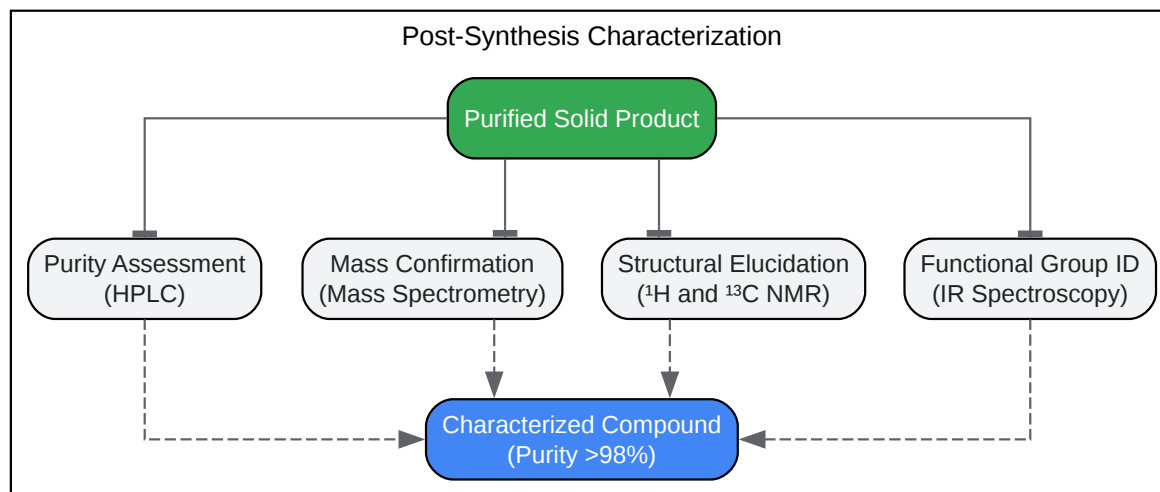 Post-Synthesis Characterization
Purified Solid Product
Purity Assessment
(HPLC)
Mass Confirmation
(Mass Spectrometry)
Structural Elucidation
(¹H and ¹³C NMR)
Functional Group ID
(IR Spectroscopy)
Characterized Compound
(Purity >98%)